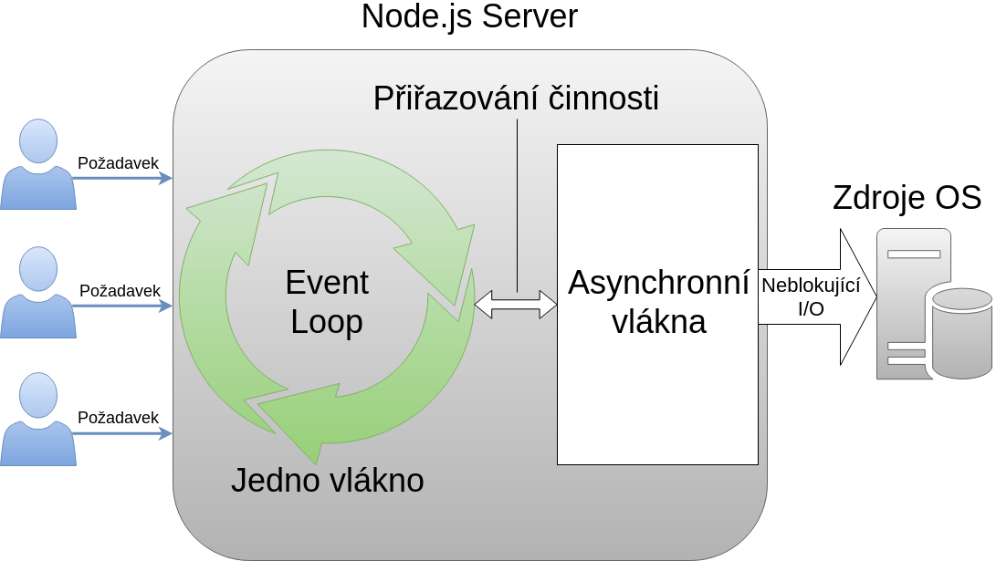 Node.js Server
Přiřazování činnosti
Požadavek
Zdroje OS
Event
Loop
Asynchronní
vlákna
Neblokující
I/O
Požadavek
Požadavek
Jedno vlákno